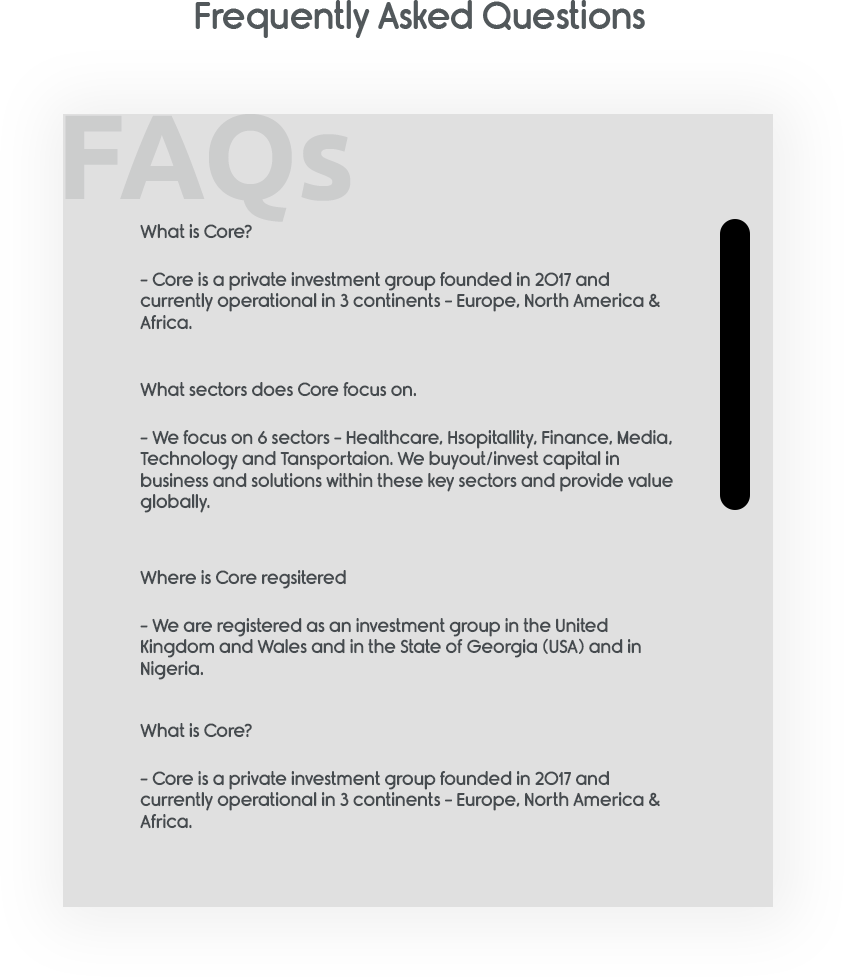 Frequently Asked Questions
FAQs
What is Core?
- Core is a private investment group founded in 2017 and
currently operational in 3 continents - Europe, North America &
Africa.
What sectors does Core focus on.
- We focus on 6 sectors - Healthcare, Hsopitallity, Finance, Media,
Technology and Tansportaion. We buyout/invest capital in
business and solutions within these key sectors and provide value
globally.
Where is Core regsitered
- We are registered as an investment group in the United
Kingdom and Wales and in the State of Georgia (USA) and in
Nigeria.
What is Core?
- Core is a private investment group founded in 2017 and
currently operational in 3 continents - Europe, North America &
Africa.